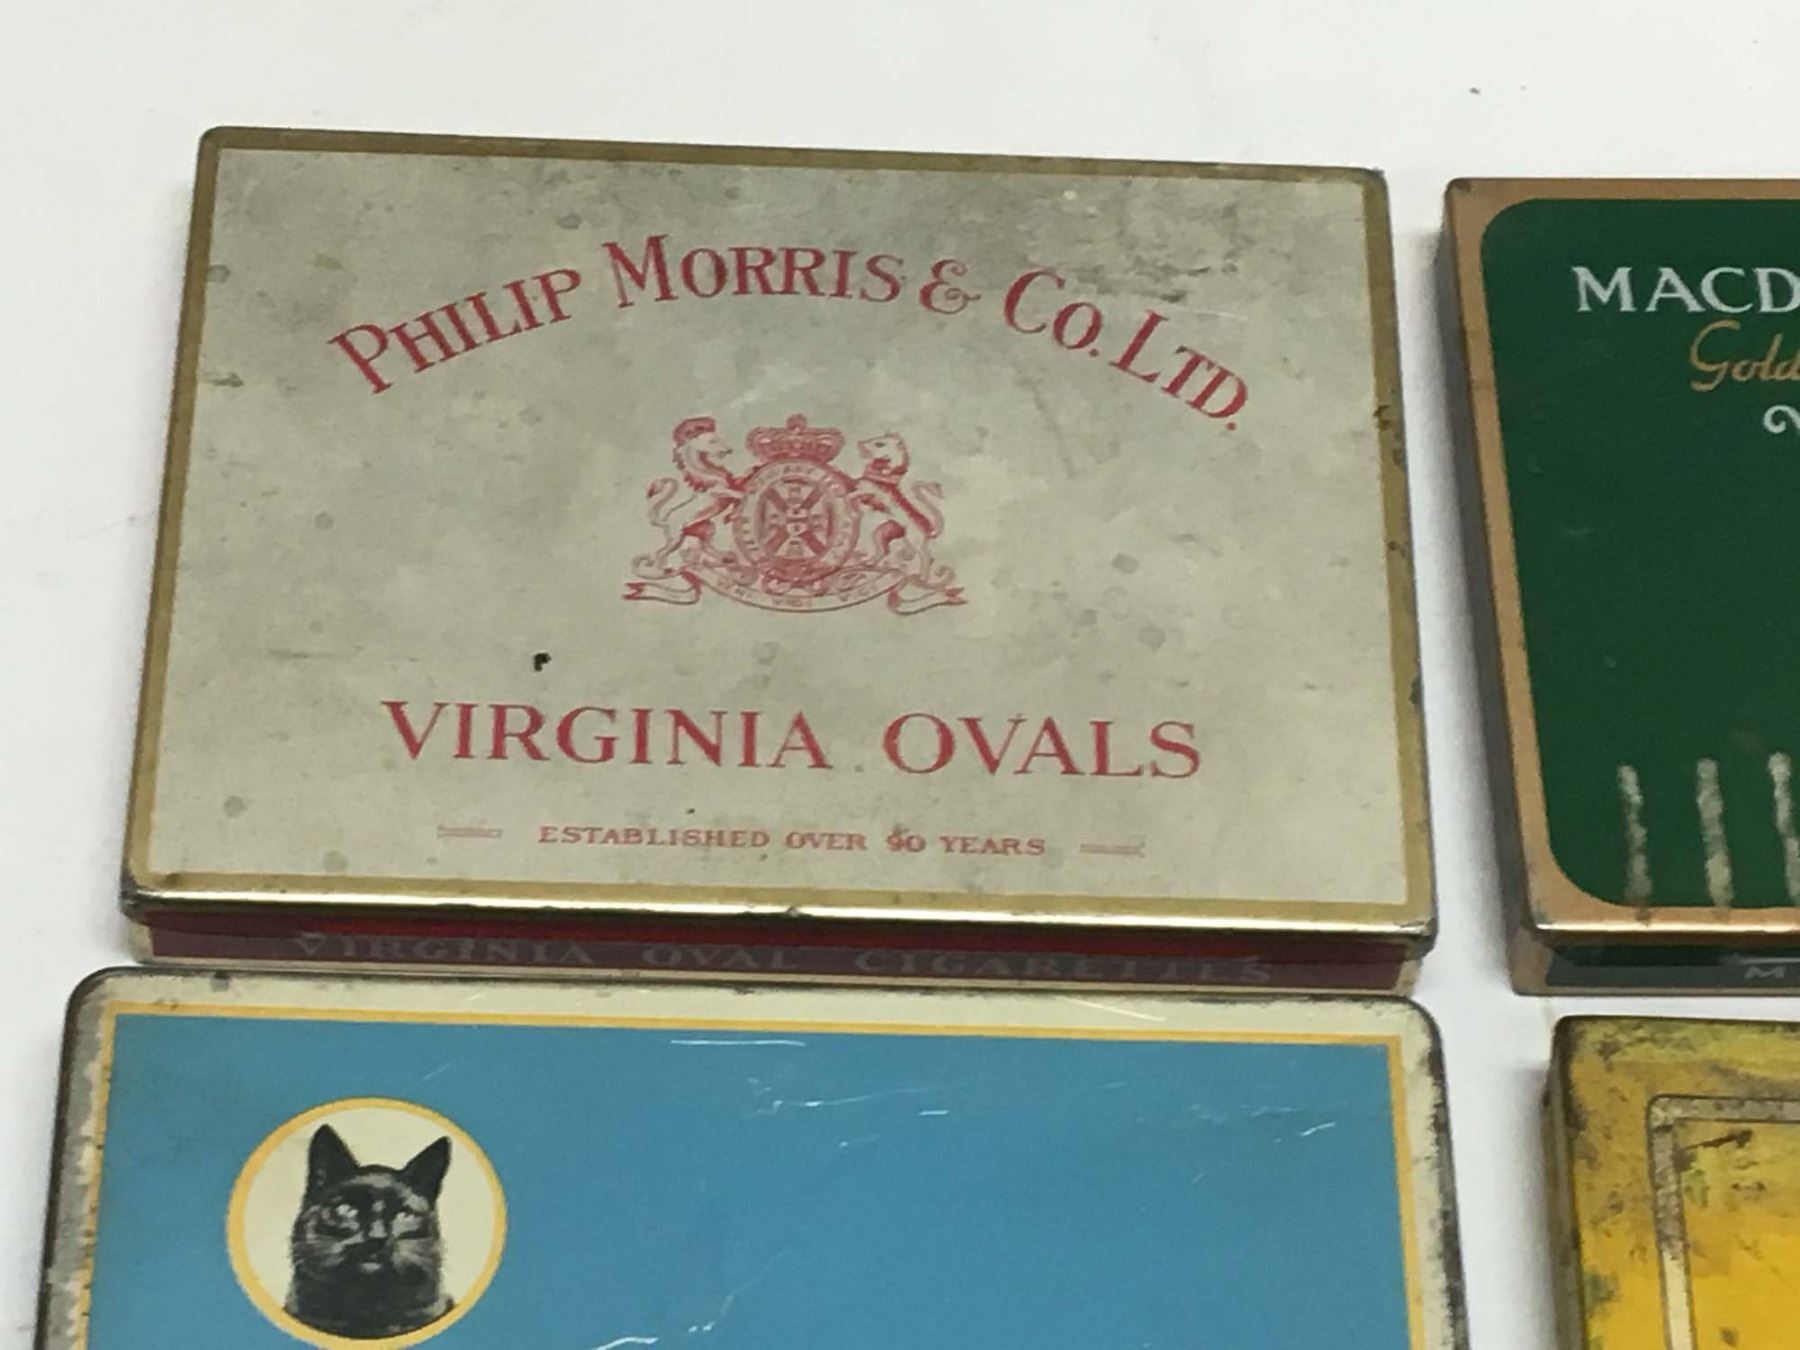 PHILIP MORRIS & CO. LTD.
VIRGINIA OVALS
ESTABLISHED OVER 90 YEARS
VIRGINIA OVAL CIGARETTES
MACD
Gold
M